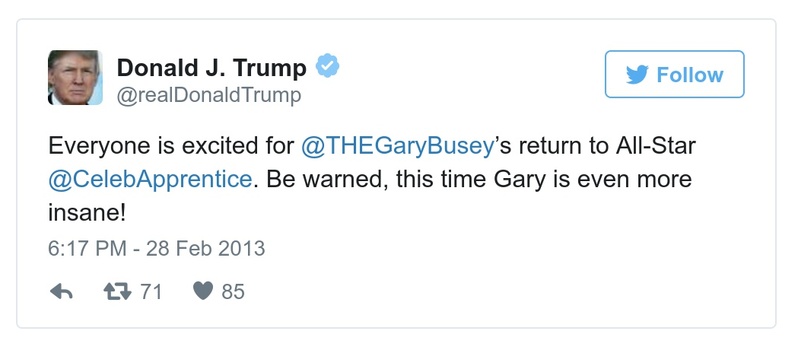 Donald J. Trump
@realDonaldTrump
Follow
Everyone is excited for @THEGaryBusey's return to All-Star
@CelebApprentice. Be warned, this time Gary is even more
insane!
6:17 PM - 28 Feb 2013
71 85